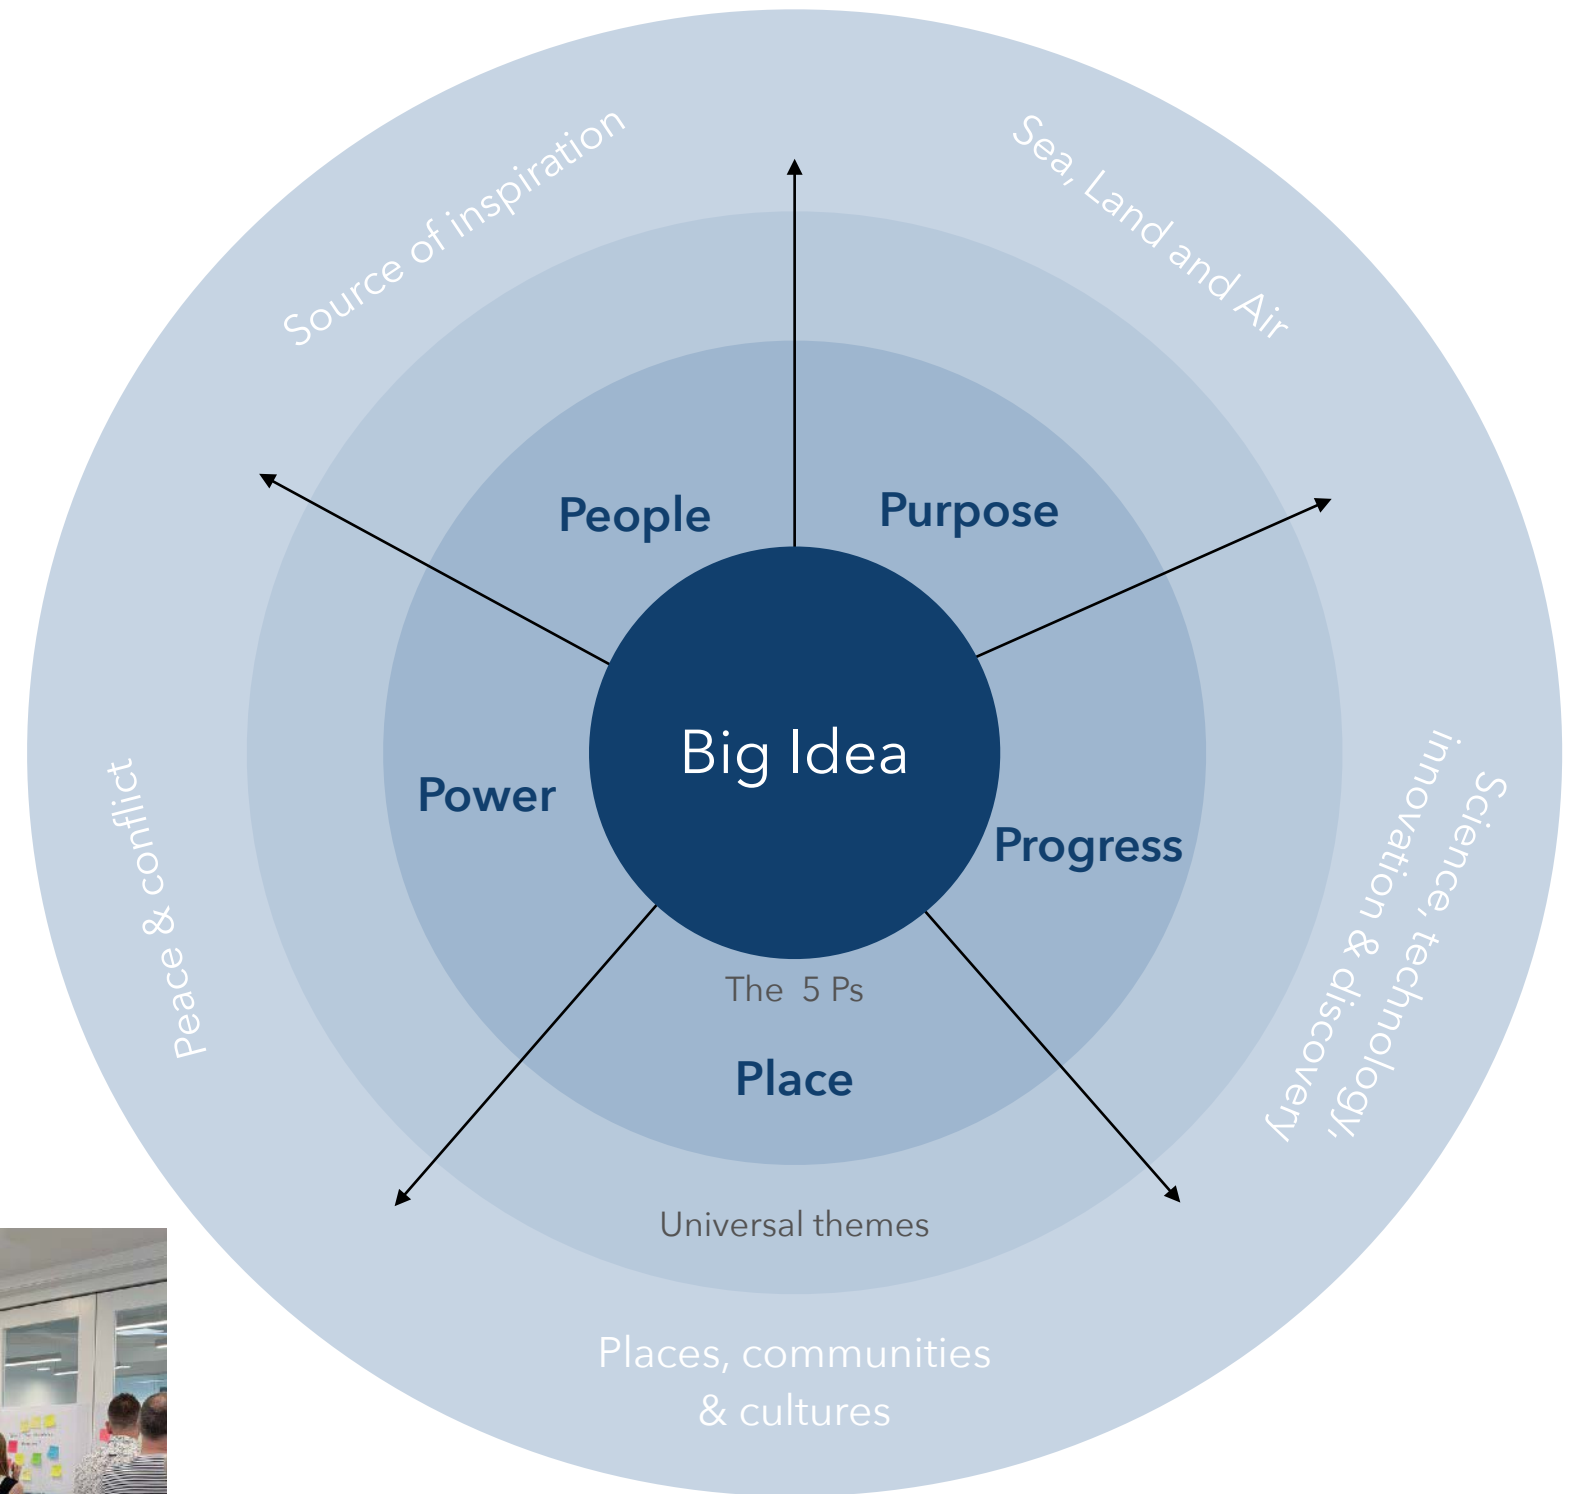 Source of inspiration
Sea, Land and Air
People
Purpose
Big Idea
Power
Progress
Peace & conflict
Science, technology,
innovation & discovery
The 5 Ps
Place
Universal themes
Places, communities
& cultures